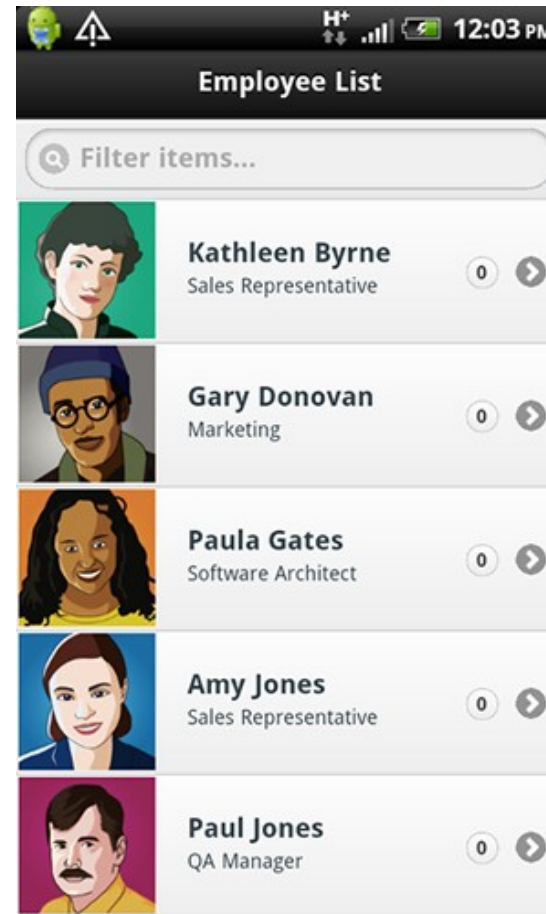 H+ 12:03 PM
Employee List
Filter items...
Kathleen Byrne
Sales Representative
0
Gary Donovan
Marketing
0
Paula Gates
Software Architect
0
Amy Jones
Sales Representative
0
Paul Jones
QA Manager
0